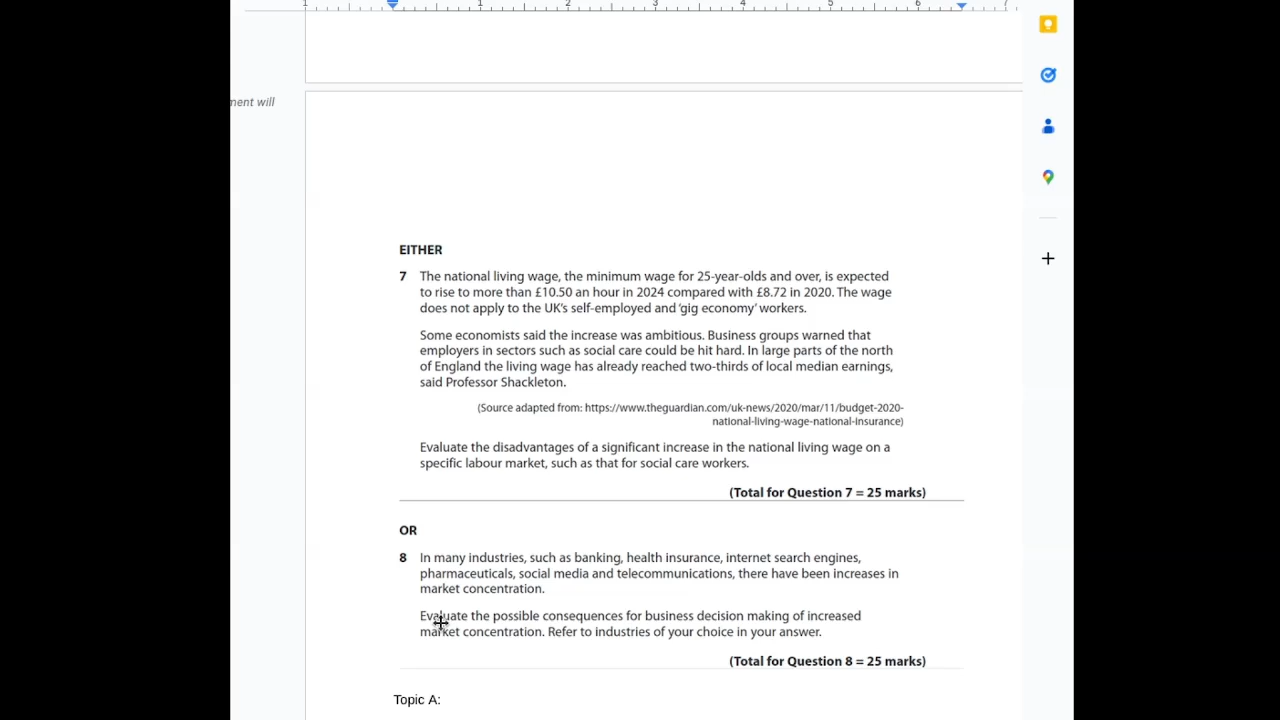 1 1 2 3 4 5 6 7
ment will
EITHER
7 The national living wage, the minimum wage for 25-year-olds and over, is expected
to rise to more than £10.50 an hour in 2024 compared with £8.72 in 2020. The wage
does not apply to the UK's self-employed and 'gig economy' workers.
Some economists said the increase was ambitious. Business groups warned that
employers in sectors such as social care could be hit hard. In large parts of the north
of England the living wage has already reached two-thirds of local median earnings,
said Professor Shackleton.
(Source adapted from: https://www.theguardian.com/uk-news/2020/mar/11/budget-2020-
national-living-wage-national-insurance)
Evaluate the disadvantages of a significant increase in the national living wage on a
specific labour market, such as that for social care workers.
(Total for Question 7 = 25 marks)
OR
8 In many industries, such as banking, health insurance, internet search engines,
pharmaceuticals, social media and telecommunications, there have been increases in
market concentration.
Evaluate the possible consequences for business decision making of increased
market concentration. Refer to industries of your choice in your answer.
(Total for Question 8 = 25 marks)
Topic A: